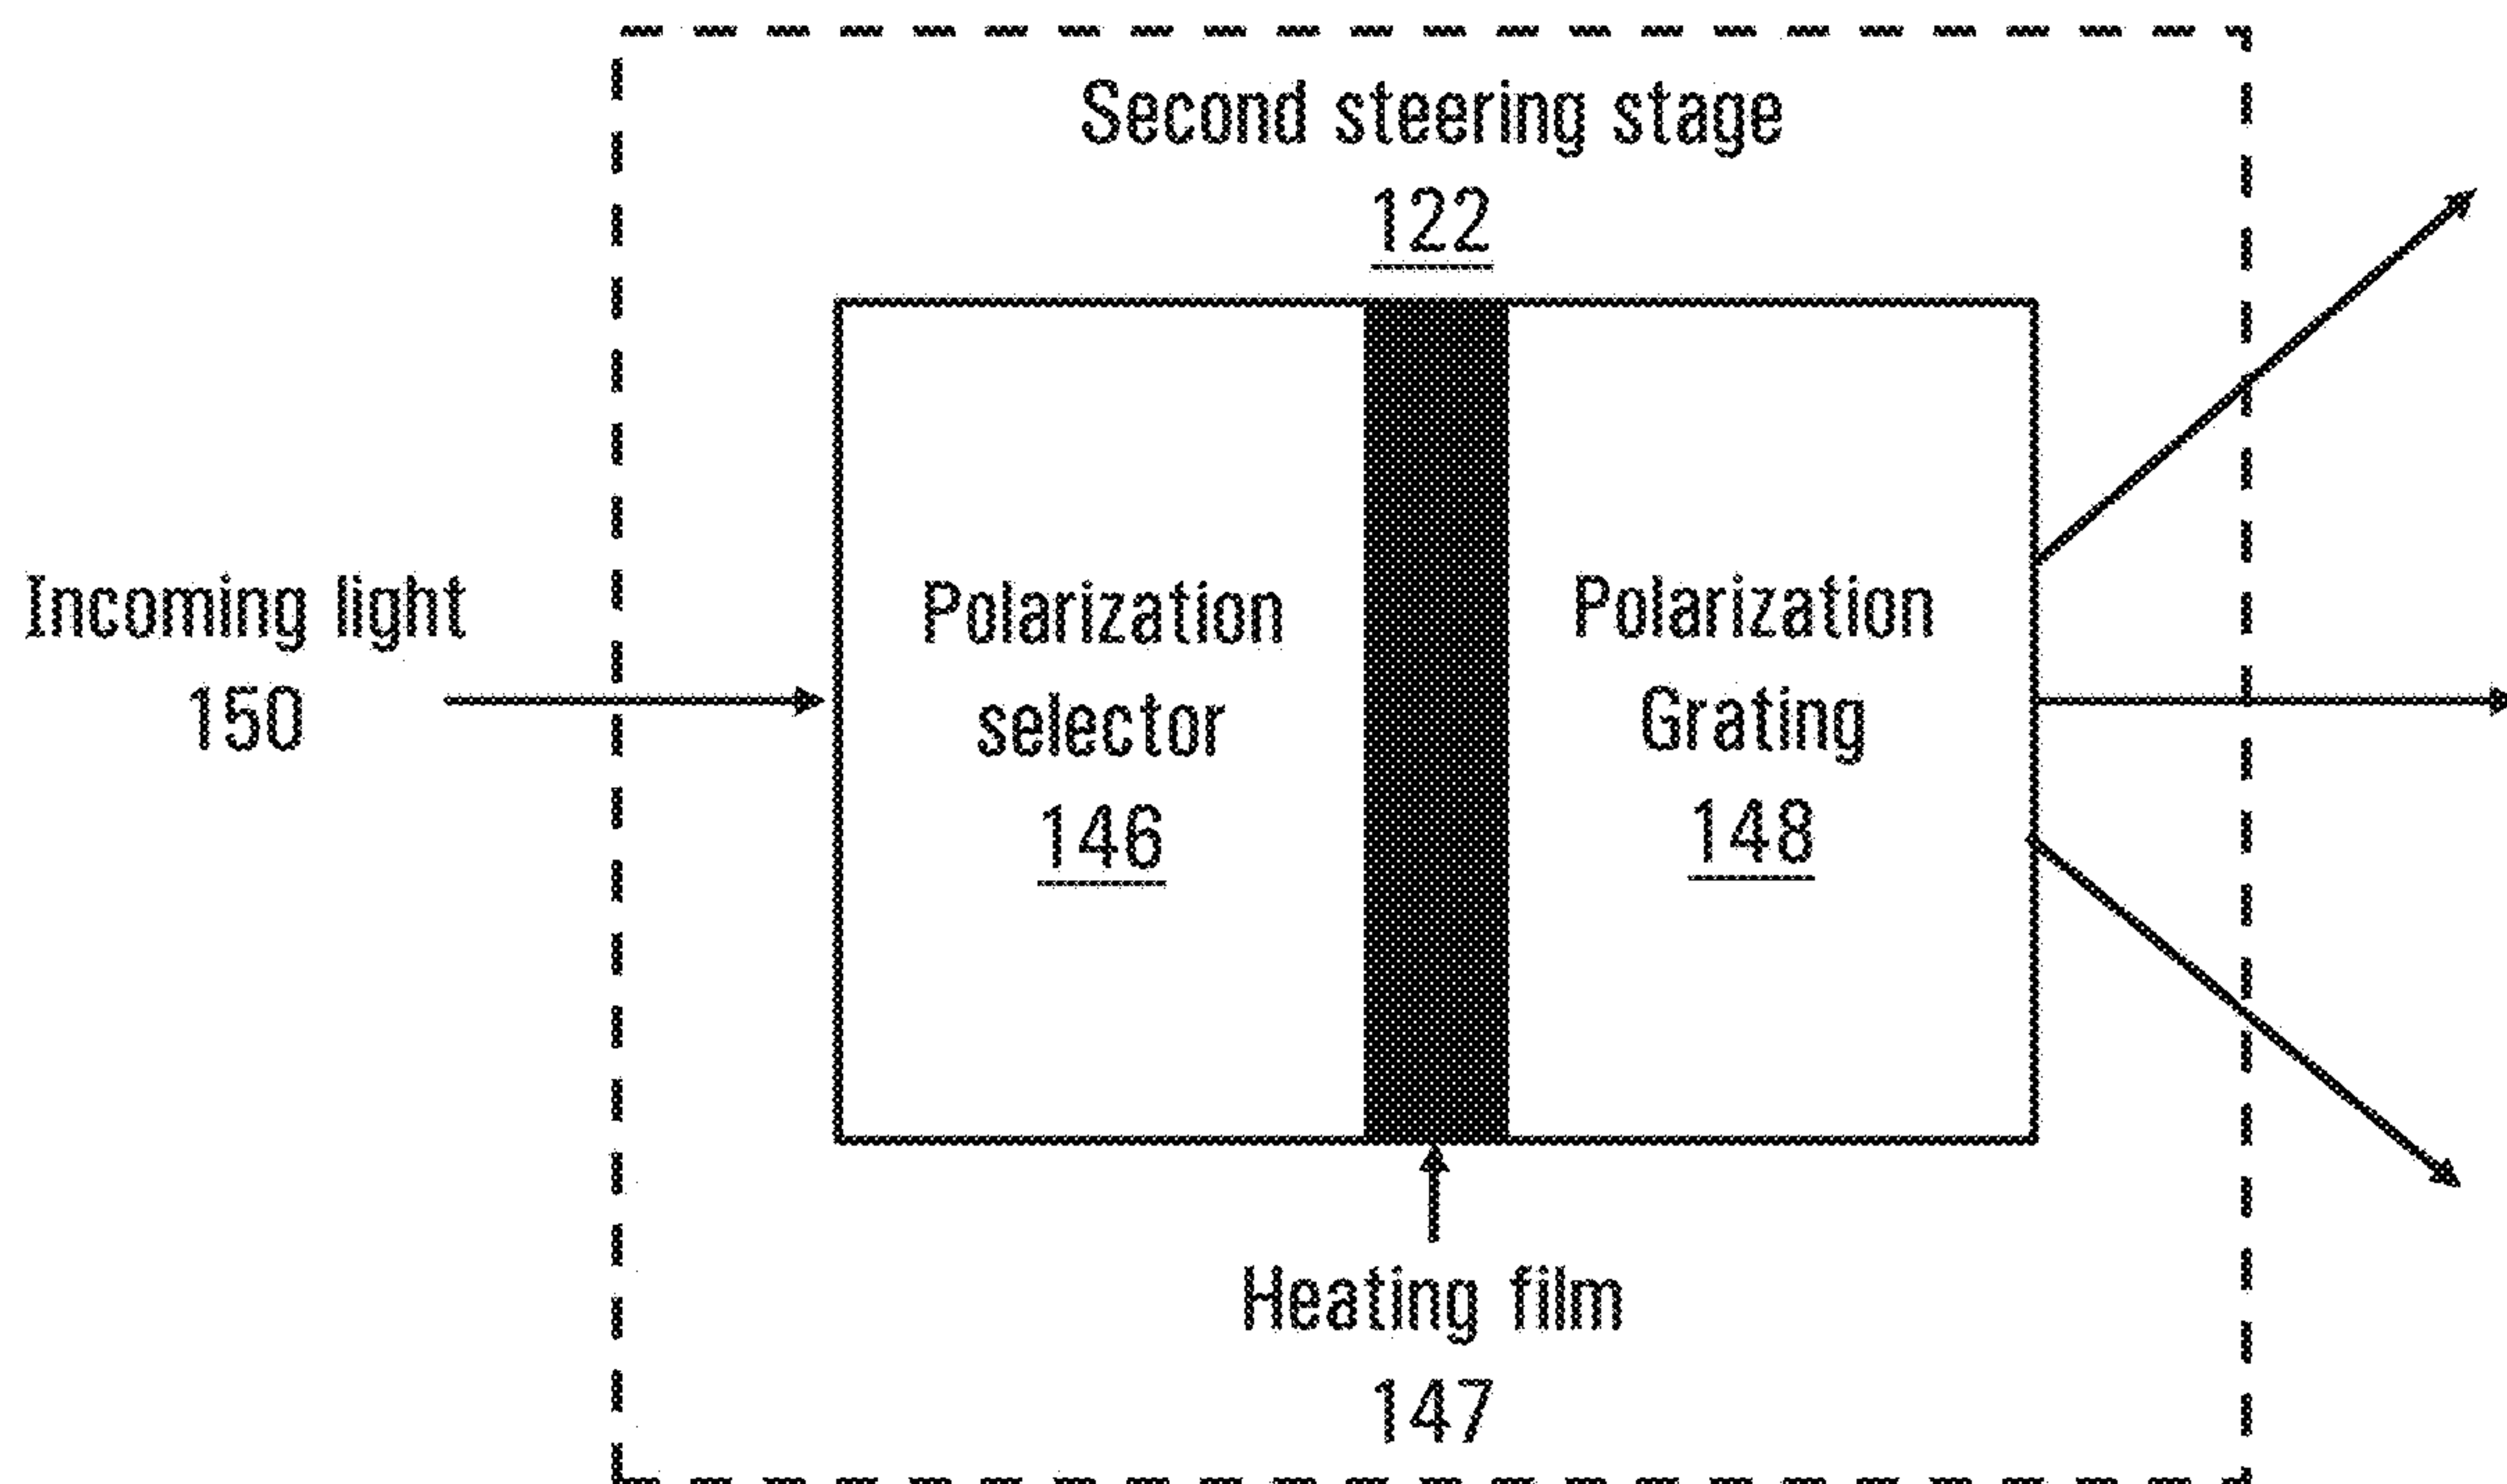 Second steering stage
122
Incoming light
150
Polarization
selector
146
Polarization
Grating
148
Heating film
147